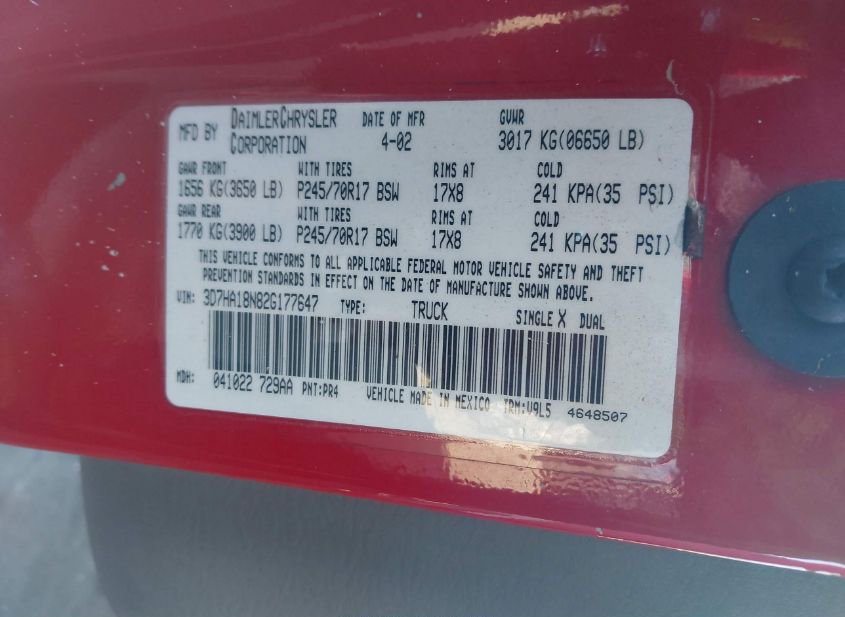 MFD BY DAIMLERCHRYSLER CORPORATION DATE OF MFR 4-02 GVWR 3017 KG(06650 LB)
GAWR FRONT WITH TIRES RIMS AT COLD
1656 KG(3650 LB) P245/70R17 BSW 17X8 241 KPA(35 PSI)
GAWR REAR WITH TIRES RIMS AT COLD
1770 KG(3900 LB) P245/70R17 BSW 17X8 241 KPA(35 PSI)
THIS VEHICLE CONFORMS TO ALL APPLICABLE FEDERAL MOTOR VEHICLE SAFETY AND THEFT
PREVENTION STANDARDS IN EFFECT ON THE DATE OF MANUFACTURE SHOWN ABOVE.
VIN: 3D7HA18N82G177647 TYPE: TRUCK SINGLE X DUAL
MDH: 041022 729AA PNT:PR4 VEHICLE MADE IN MEXICO TRM:V9L5 4648507